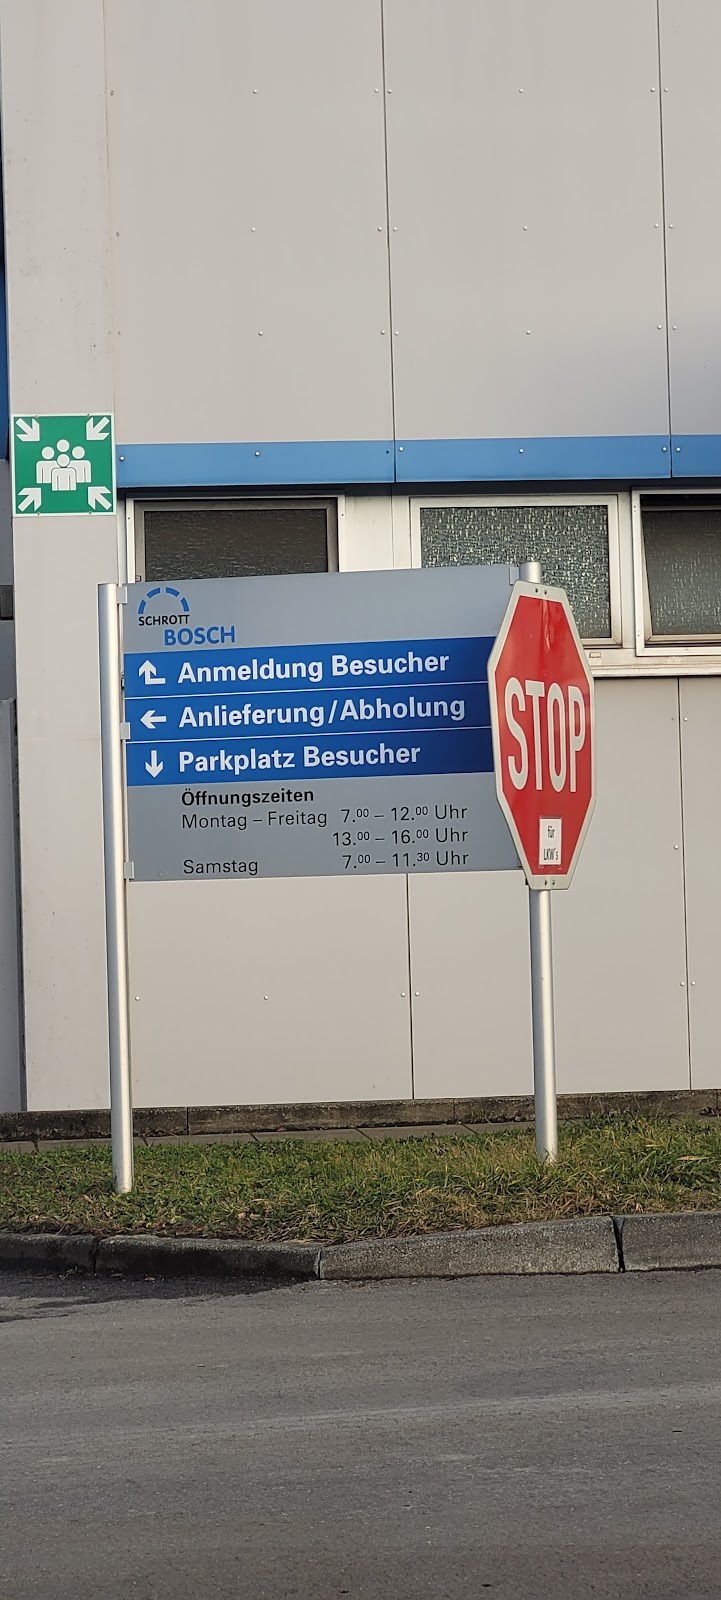 SCHROTT
BOSCH
Anmeldung Besucher
Anlieferung/Abholung
Parkplatz Besucher
Öffnungszeiten
Montag – Freitag 7.00 – 12.00 Uhr
13.00 – 16.00 Uhr
Samstag 7.00 – 11.30 Uhr
STOP
für
LKW's